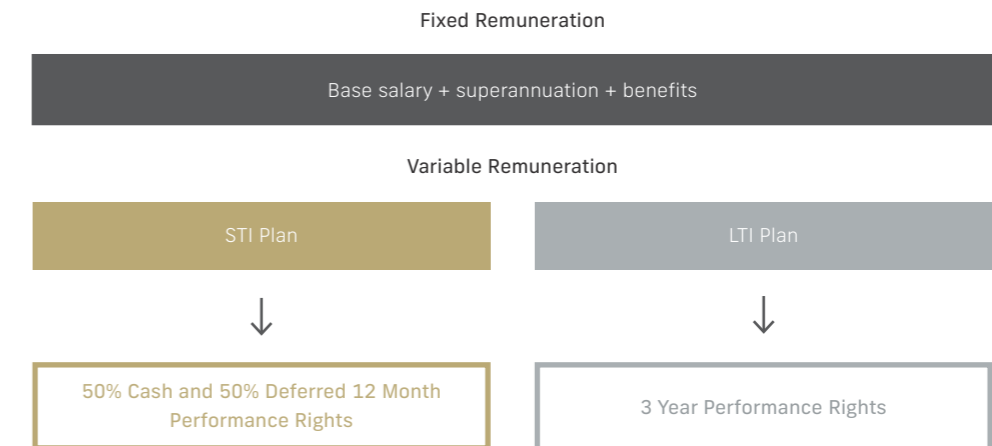 Fixed Remuneration
Base salary + superannuation + benefits
Variable Remuneration
STI Plan
LTI Plan
50% Cash and 50% Deferred 12 Month
Performance Rights
3 Year Performance Rights